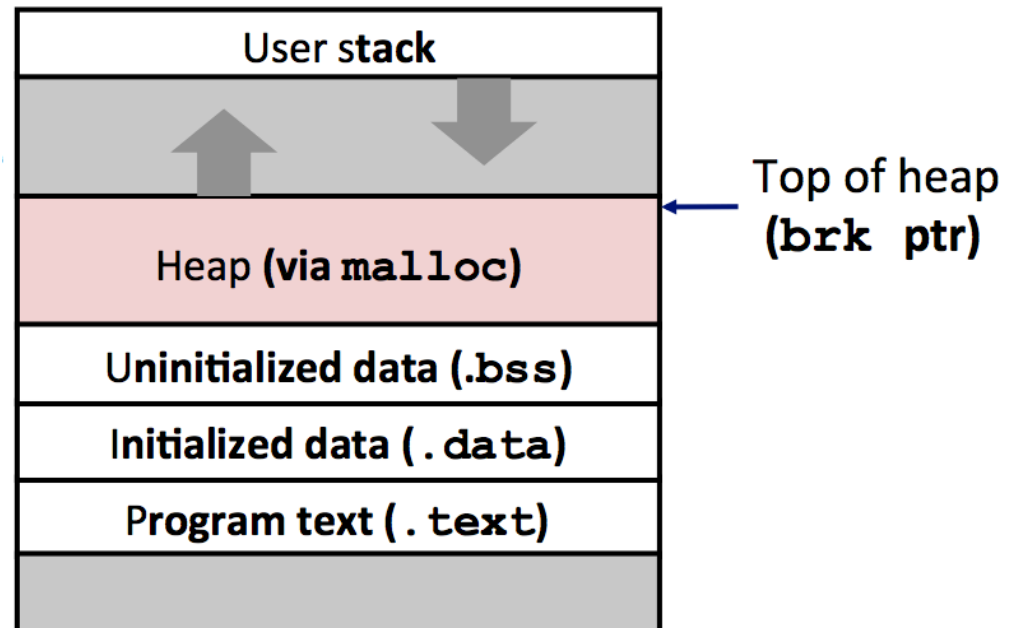 User stack
Top of heap
(brk ptr)
Heap (via malloc)
Uninitialized data (.bss)
Initialized data (.data)
Program text (.text)